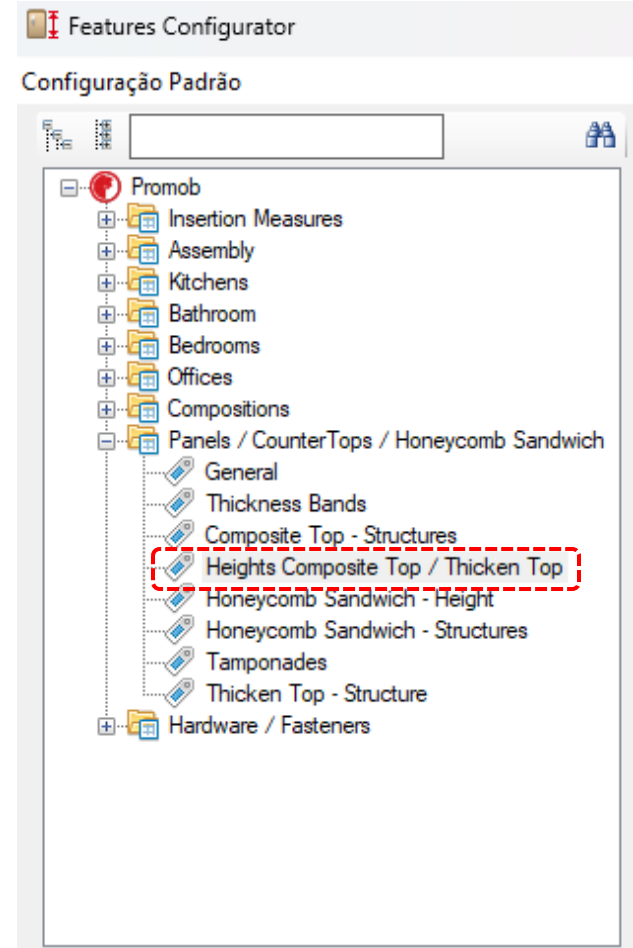 Features Configurator
Configuração Padrão
Promob
Insertion Measures
Assembly
Kitchens
Bathroom
Bedrooms
Offices
Compositions
Panels / CounterTops / Honeycomb Sandwich
General
Thickness Bands
Composite Top - Structures
Heights Composite Top / Thicken Top
Honeycomb Sandwich - Height
Honeycomb Sandwich - Structures
Tamponades
Thicken Top - Structure
Hardware / Fasteners